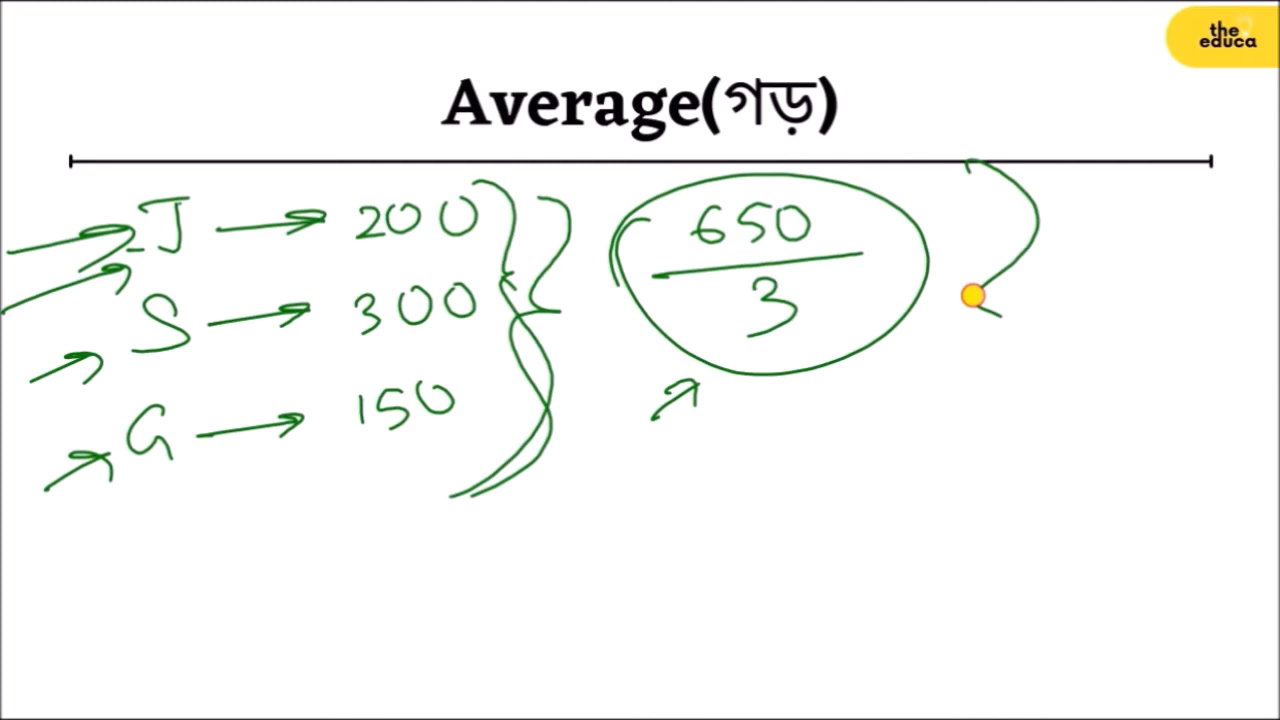 the
educa
Average(গড়)
J → 200
S → 300
G → 150
650
3